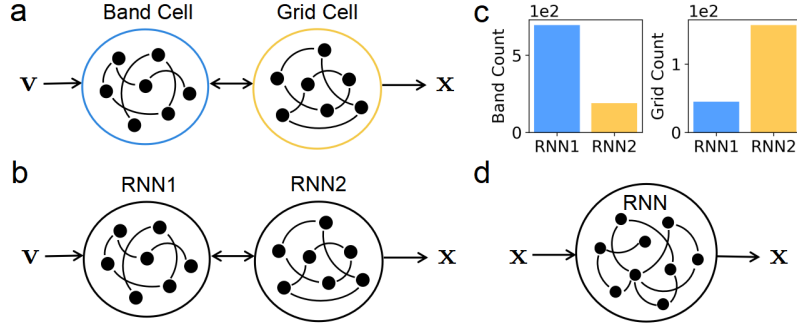 a
Band Cell
Grid Cell
v
x
c
1e2
Band Count
5
0
RNN1
RNN2
1e2
Grid Count
1
0
RNN1
RNN2
b
RNN1
RNN2
v
x
d
RNN
x
x